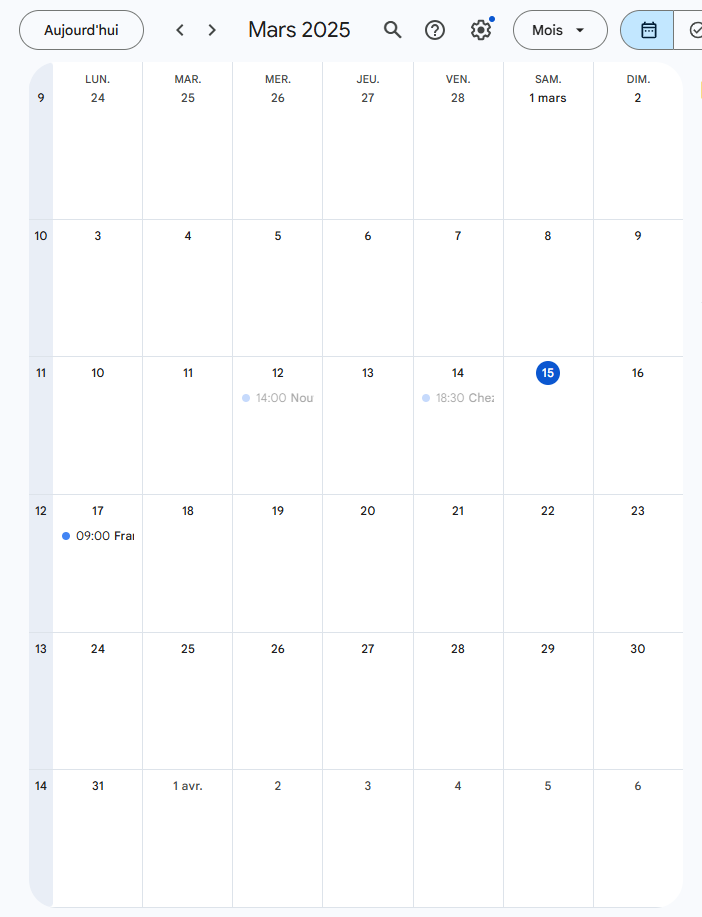 Aujourd'hui
Mars 2025
Mois
LUN. MAR. MER. JEU. VEN. SAM. DIM.
9 24 25 26 27 28 1 mars 2
10 3 4 5 6 7 8 9
11 10 11 12 13 14 15 16
14:00 Nou 18:30 Chez
12 17 18 19 20 21 22 23
09:00 Fran
13 24 25 26 27 28 29 30
14 31 1 avr. 2 3 4 5 6